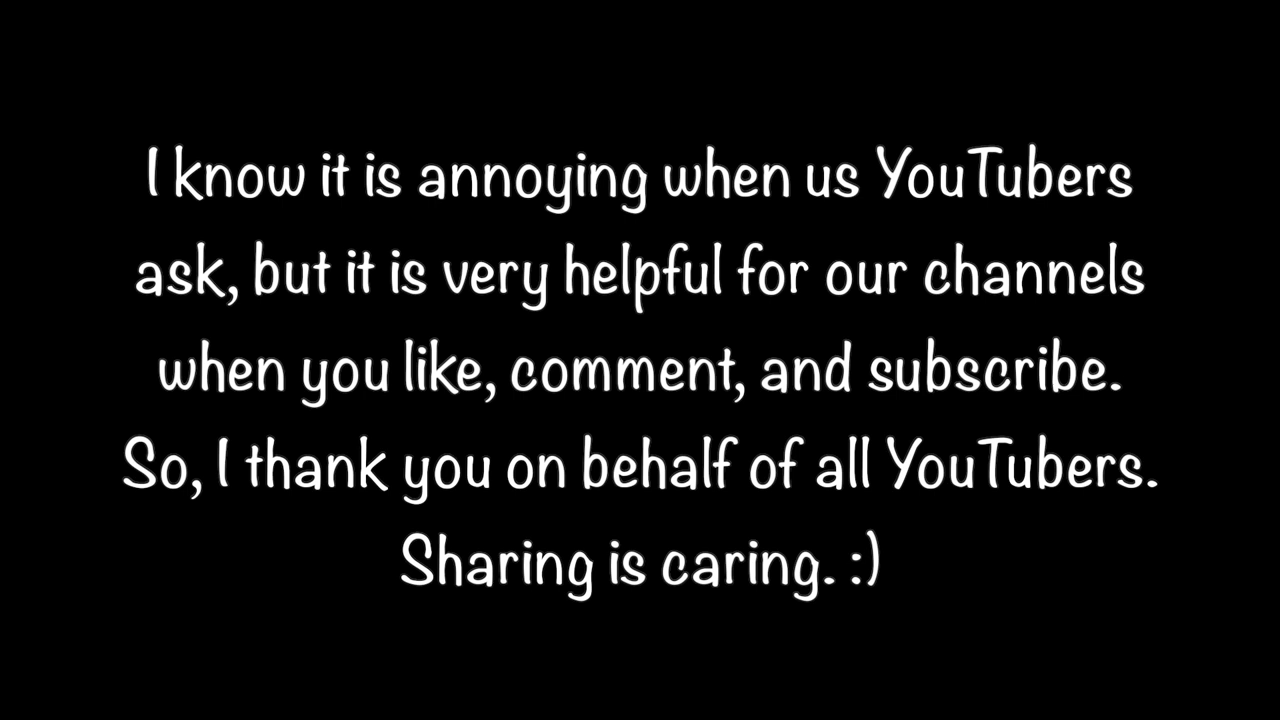 I know it is annoying when us YouTubers
ask, but it is very helpful for our channels
when you like, comment, and subscribe.
So, I thank you on behalf of all YouTubers.
Sharing is caring. :)